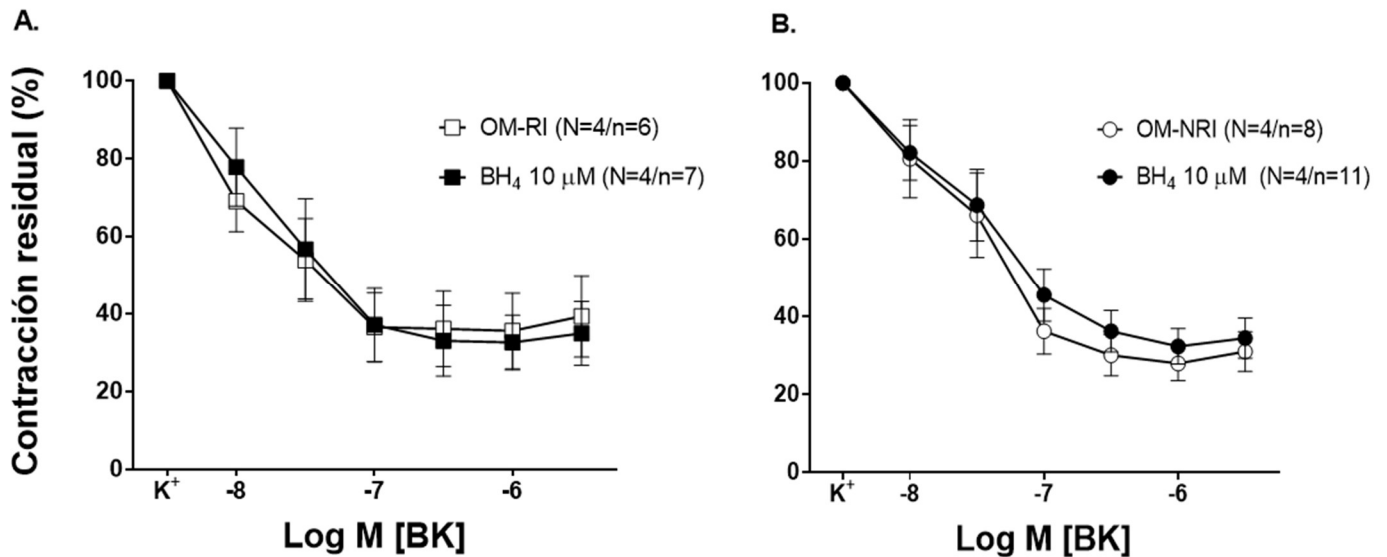 A.
Contracción residual (%)
100
80
60
40
20
0
OM-RI (N=4/n=6)
BH₄ 10 μM (N=4/n=7)
K⁺ -8 -7 -6
Log M [BK]
B.
100
80
60
40
20
0
OM-NRI (N=4/n=8)
BH₄ 10 μM (N=4/n=11)
K⁺ -8 -7 -6
Log M [BK]